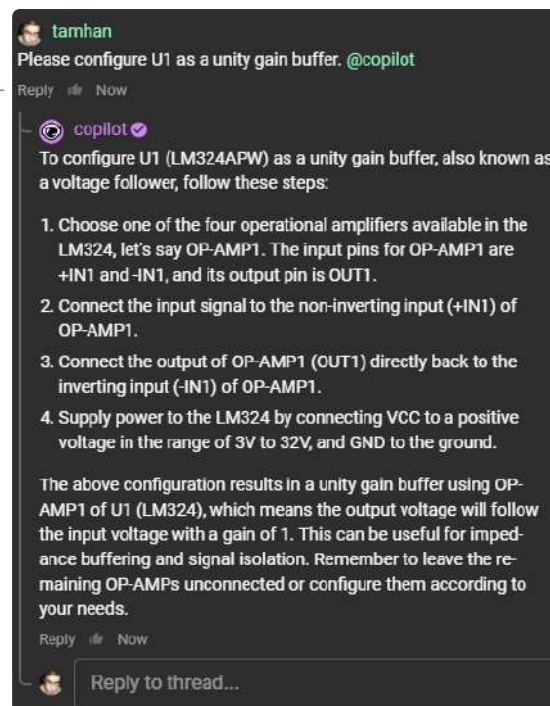 tamhan
Please configure U1 as a unity gain buffer. @copilot
Reply Now
copilot
To configure U1 (LM324APW) as a unity gain buffer, also known as
a voltage follower, follow these steps:
1. Choose one of the four operational amplifiers available in the
LM324, let's say OP-AMP1. The input pins for OP-AMP1 are
+IN1 and -IN1, and its output pin is OUT1.
2. Connect the input signal to the non-inverting input (+IN1) of
OP-AMP1.
3. Connect the output of OP-AMP1 (OUT1) directly back to the
inverting input (-IN1) of OP-AMP1.
4. Supply power to the LM324 by connecting VCC to a positive
voltage in the range of 3V to 32V, and GND to the ground.
The above configuration results in a unity gain buffer using OP-
AMP1 of U1 (LM324), which means the output voltage will follow
the input voltage with a gain of 1. This can be useful for imped-
ance buffering and signal isolation. Remember to leave the re-
maining OP-AMPs unconnected or configure them according to
your needs.
Reply Now
Reply to thread...